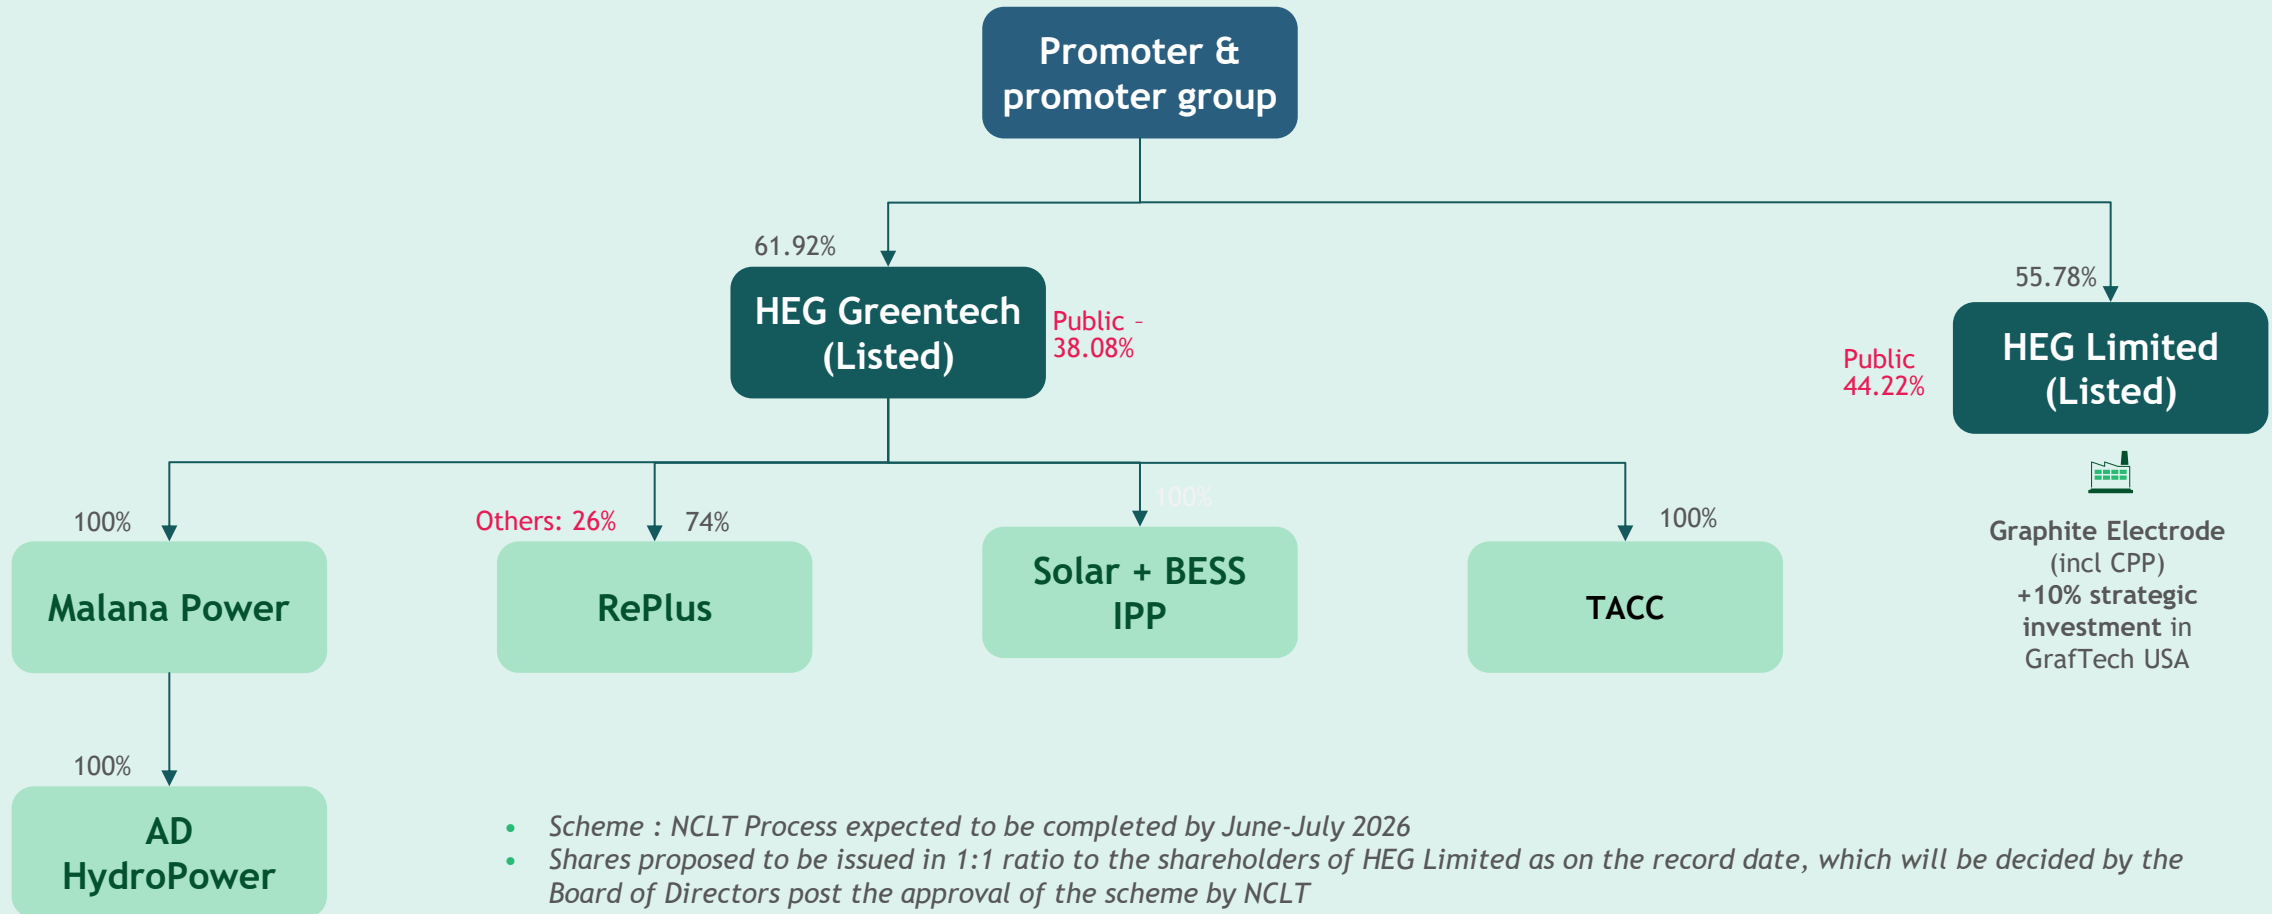 Promoter &
promoter group
61.92%
HEG Greentech
(Listed)
Public –
38.08%
55.78%
HEG Limited
(Listed)
Public
44.22%
Graphite Electrode
(incl CPP)
+10% strategic
investment in
GrafTech USA
100%
Malana Power
Others: 26%
74%
RePlus
100%
Solar + BESS
IPP
100%
TACC
100%
AD
HydroPower
• Scheme : NCLT Process expected to be completed by June-July 2026
• Shares proposed to be issued in 1:1 ratio to the shareholders of HEG Limited as on the record date, which will be decided by the
Board of Directors post the approval of the scheme by NCLT